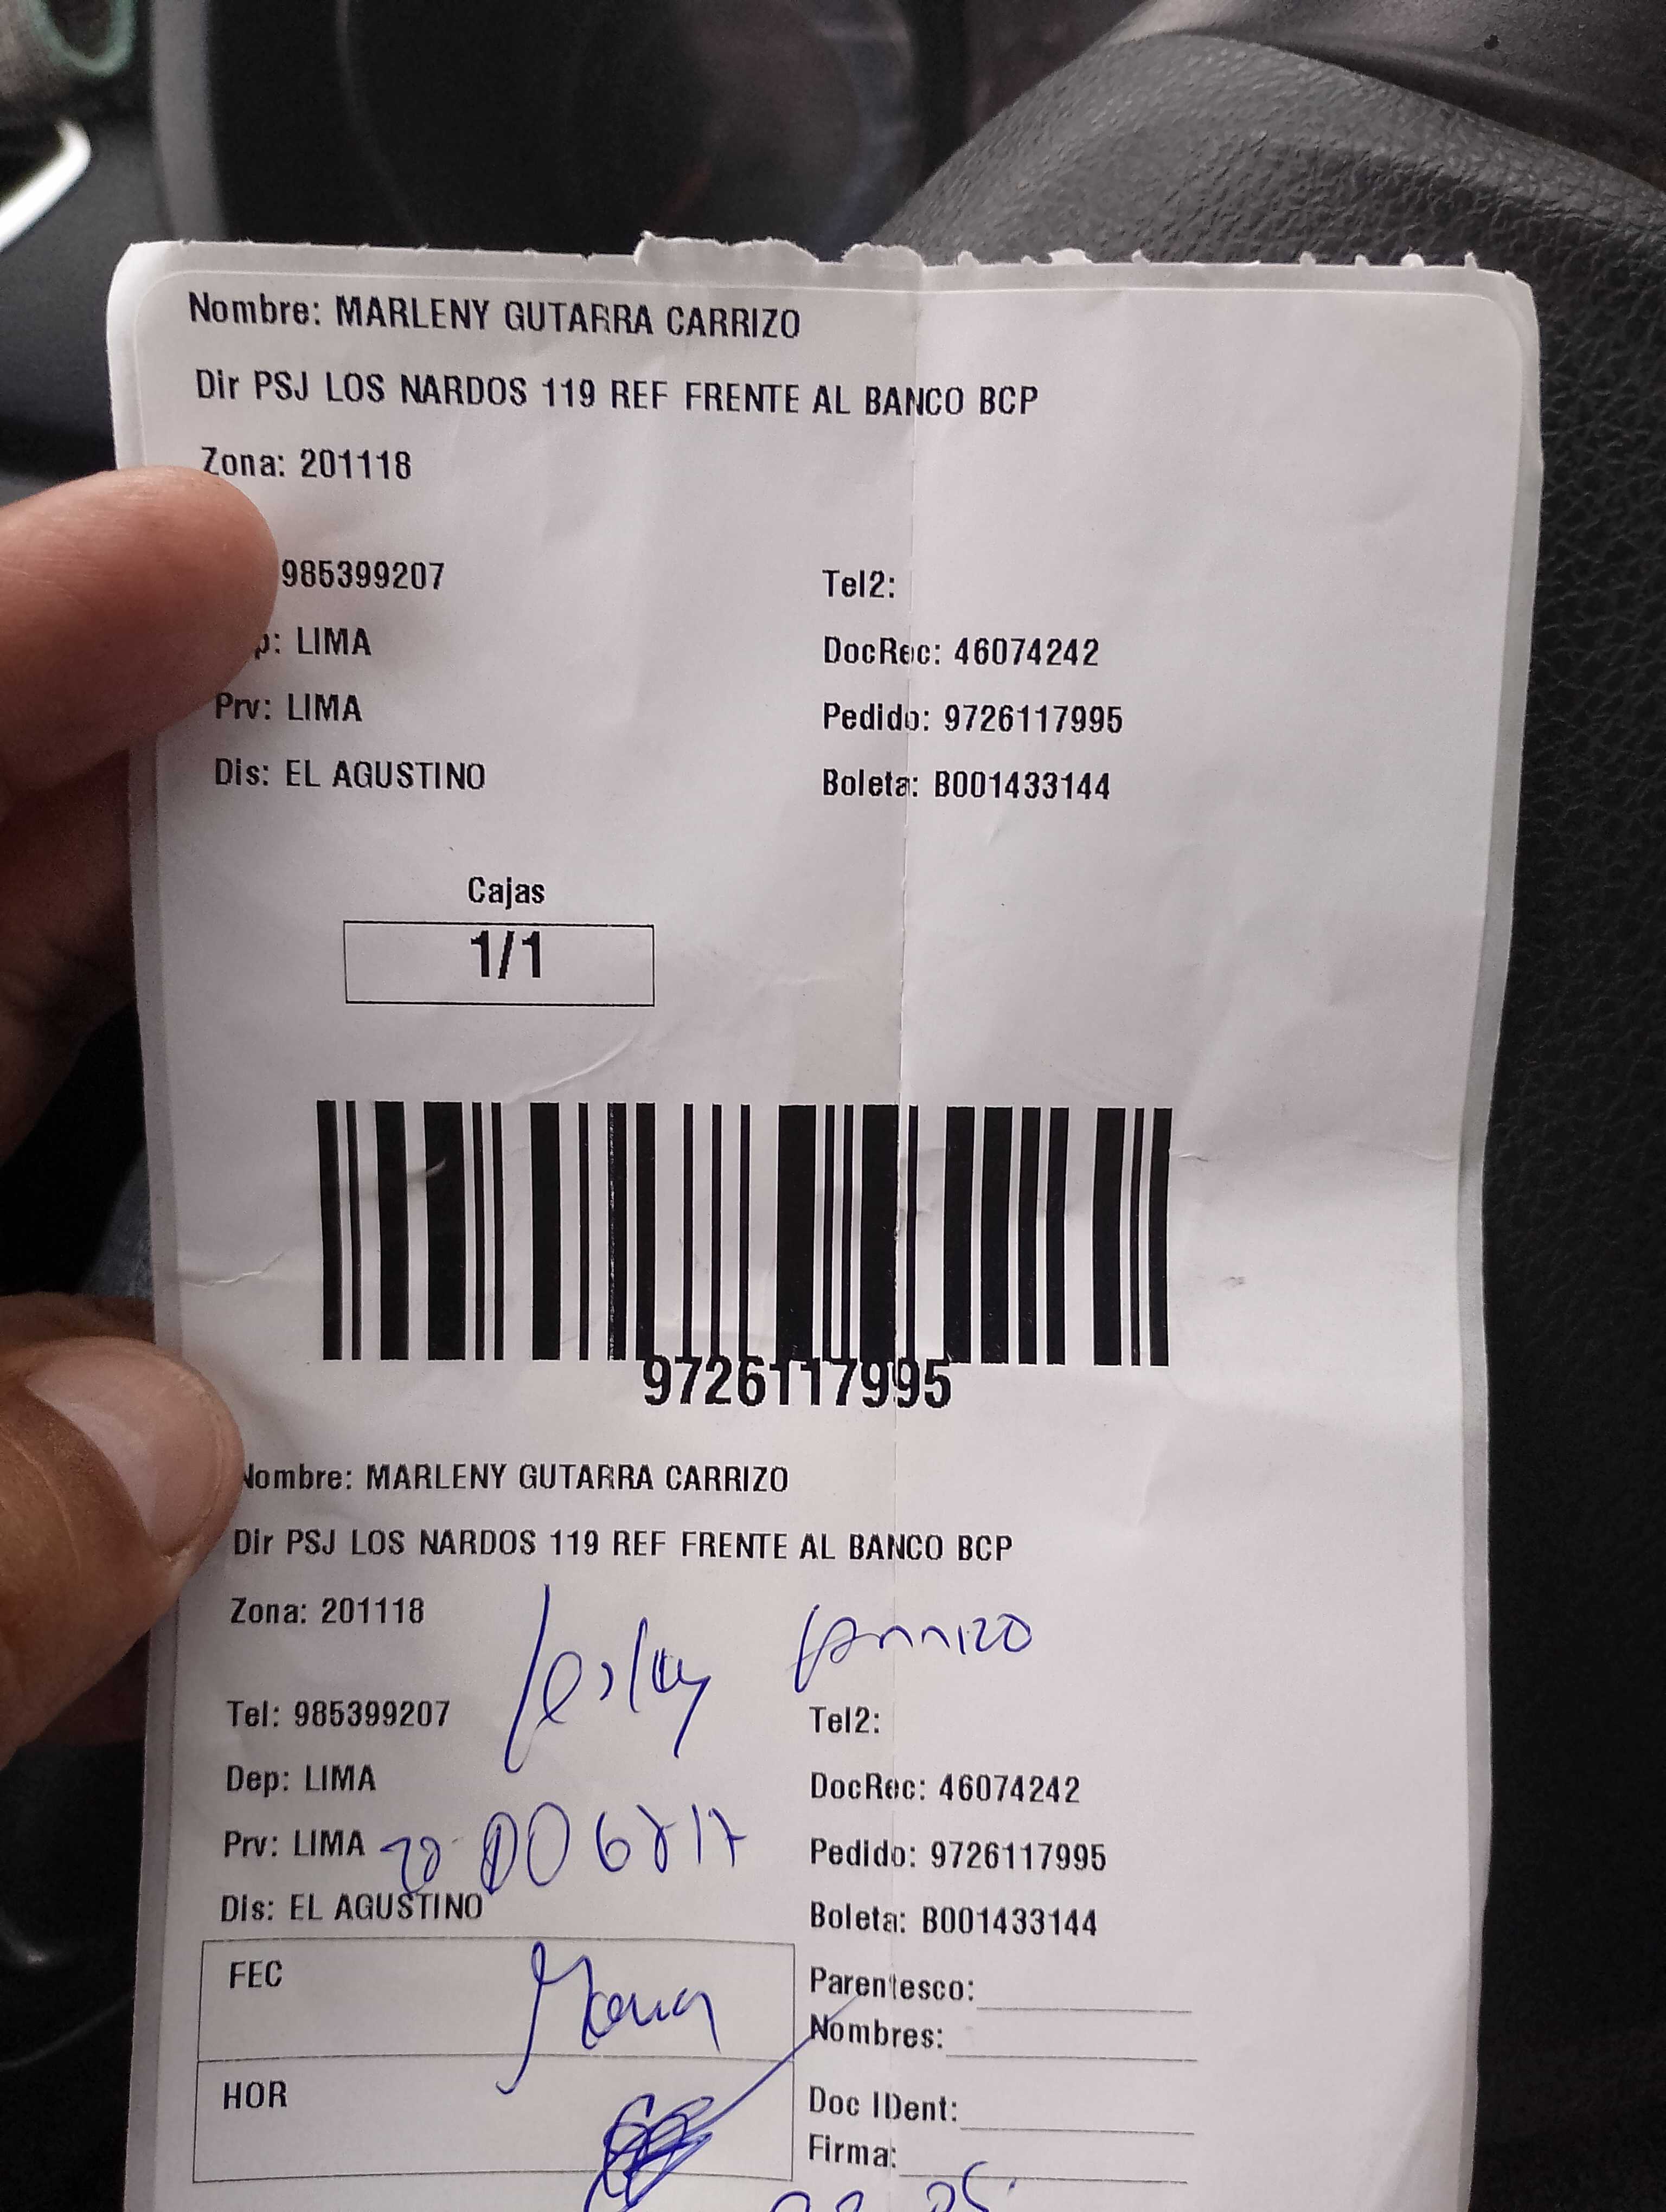 Nombre: MARLENY GUTARRA CARRIZO
Dir PSJ LOS NARDOS 119 REF FRENTE AL BANCO BCP
Zona: 201118
985399207 Tel2:
p: LIMA DocRec: 46074242
Prv: LIMA Pedido: 9726117995
Dis: EL AGUSTINO Boleta: B001433144
Cajas
1/1
9726117995
Nombre: MARLENY GUTARRA CARRIZO
Dir PSJ LOS NARDOS 119 REF FRENTE AL BANCO BCP
Zona: 201118
Lesley Carrizo
Tel: 985399207 Tel2:
Dep: LIMA DocRec: 46074242
Prv: LIMA Pedido: 9726117995
Dis: EL AGUSTINO Boleta: B001433144
FEC Parentesco:
Nombres:
HOR Doc IDent:
Firma: